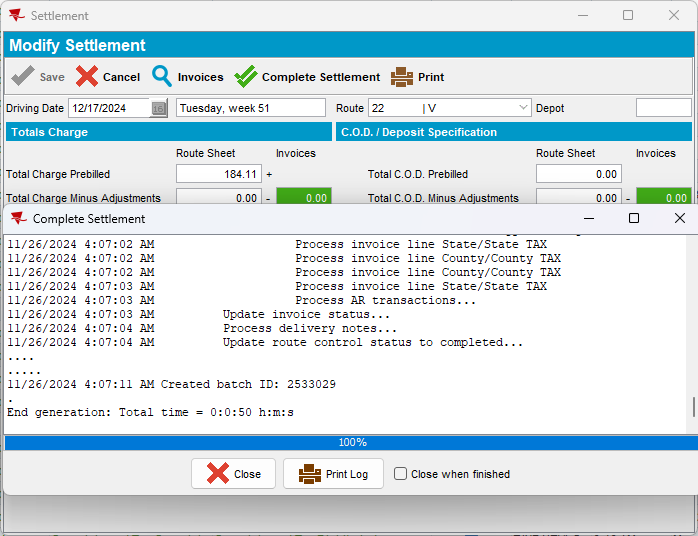 Settlement
Modify Settlement
Save Cancel Invoices Complete Settlement Print
Driving Date 12/17/2024 16 Tuesday, week 51 Route 22 | V Depot
Totals Charge C.O.D. / Deposit Specification
Route Sheet Invoices Route Sheet Invoices
Total Charge Prebilled 184.11 + Total C.O.D. Prebilled 0.00
Total Charge Minus Adjustments 0.00 - 0.00 Total C.O.D. Minus Adjustments 0.00 - 0.00
Complete Settlement
11/26/2024 4:07:02 AM Process invoice line State/State TAX
11/26/2024 4:07:02 AM Process invoice line County/County TAX
11/26/2024 4:07:02 AM Process invoice line County/County TAX
11/26/2024 4:07:03 AM Process invoice line State/State TAX
11/26/2024 4:07:03 AM Process AR transactions...
11/26/2024 4:07:03 AM Update invoice status...
11/26/2024 4:07:04 AM Process delivery notes...
11/26/2024 4:07:04 AM Update route control status to completed...
....
.....
11/26/2024 4:07:11 AM Created batch ID: 2533029
.
End generation: Total time = 0:0:50 h:m:s
100%
Close Print Log Close when finished